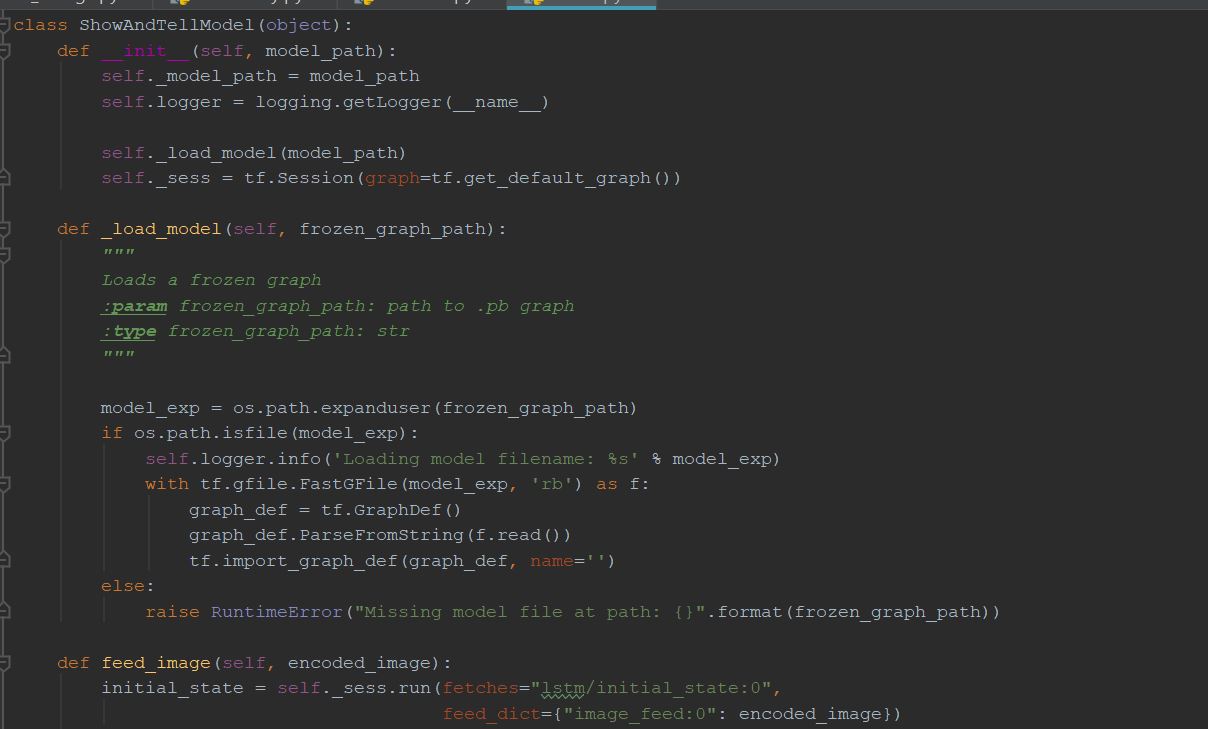 class ShowAndTellModel(object):
    def __init__(self, model_path):
        self._model_path = model_path
        self.logger = logging.getLogger(__name__)

        self._load_model(model_path)
        self._sess = tf.Session(graph=tf.get_default_graph())

    def _load_model(self, frozen_graph_path):
        """
        Loads a frozen graph
        :param frozen_graph_path: path to .pb graph
        :type frozen_graph_path: str
        """

        model_exp = os.path.expanduser(frozen_graph_path)
        if os.path.isfile(model_exp):
            self.logger.info('Loading model filename: %s' % model_exp)
            with tf.gfile.FastGFile(model_exp, 'rb') as f:
                graph_def = tf.GraphDef()
                graph_def.ParseFromString(f.read())
                tf.import_graph_def(graph_def, name='')
        else:
            raise RuntimeError("Missing model file at path: {}".format(frozen_graph_path))

    def feed_image(self, encoded_image):
        initial_state = self._sess.run(fetches="lstm/initial_state:0",
                                       feed_dict={"image_feed:0": encoded_image})